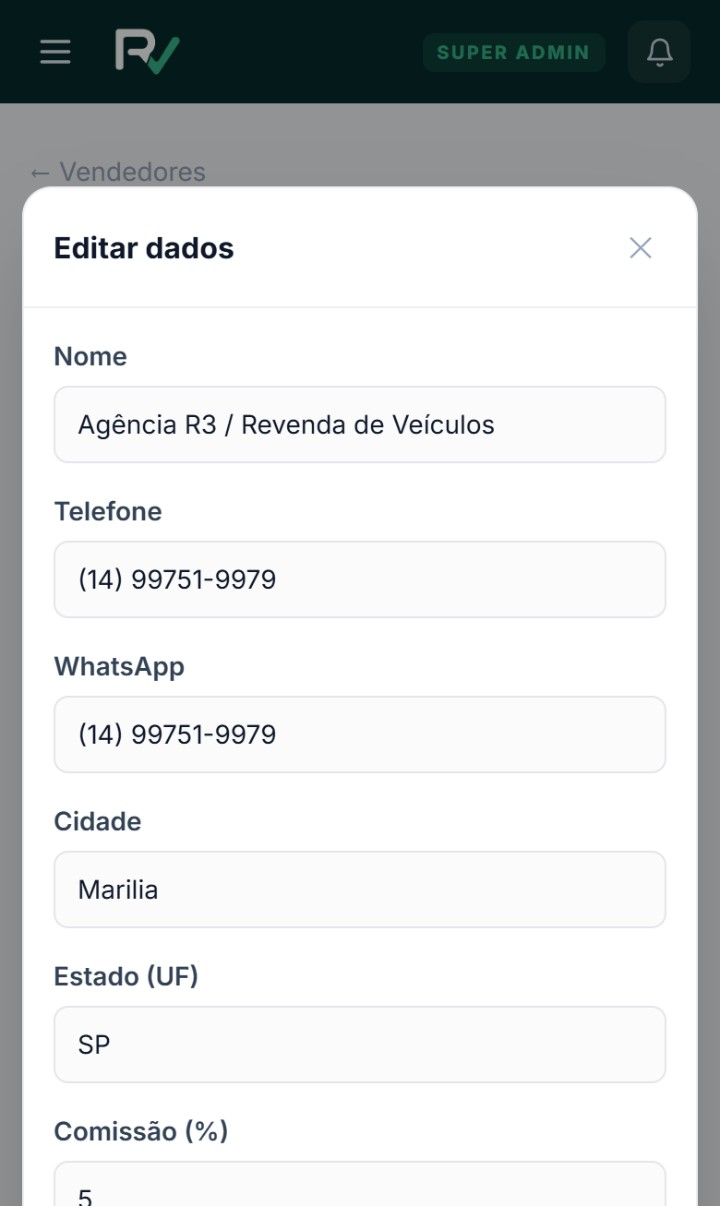 SUPER ADMIN
← Vendedores
Editar dados
Nome
Agência R3 / Revenda de Veículos
Telefone
(14) 99751-9979
WhatsApp
(14) 99751-9979
Cidade
Marilia
Estado (UF)
SP
Comissão (%)
5